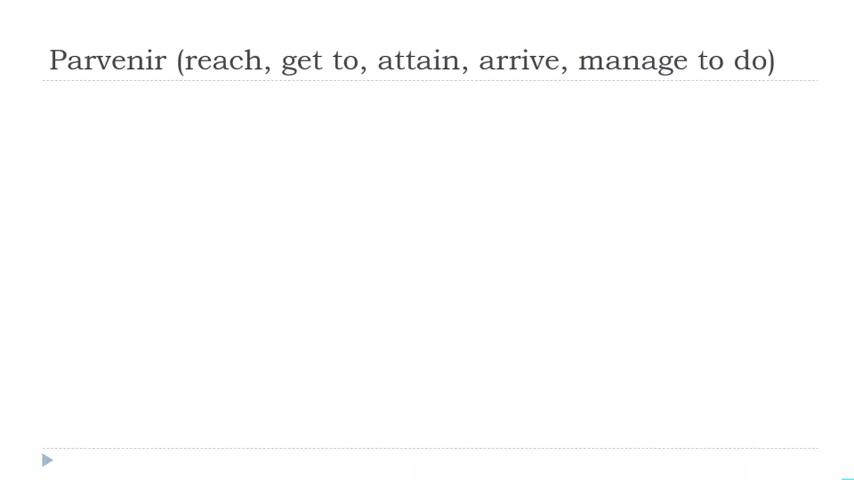 Parvenir (reach, get to, attain, arrive, manage to do)